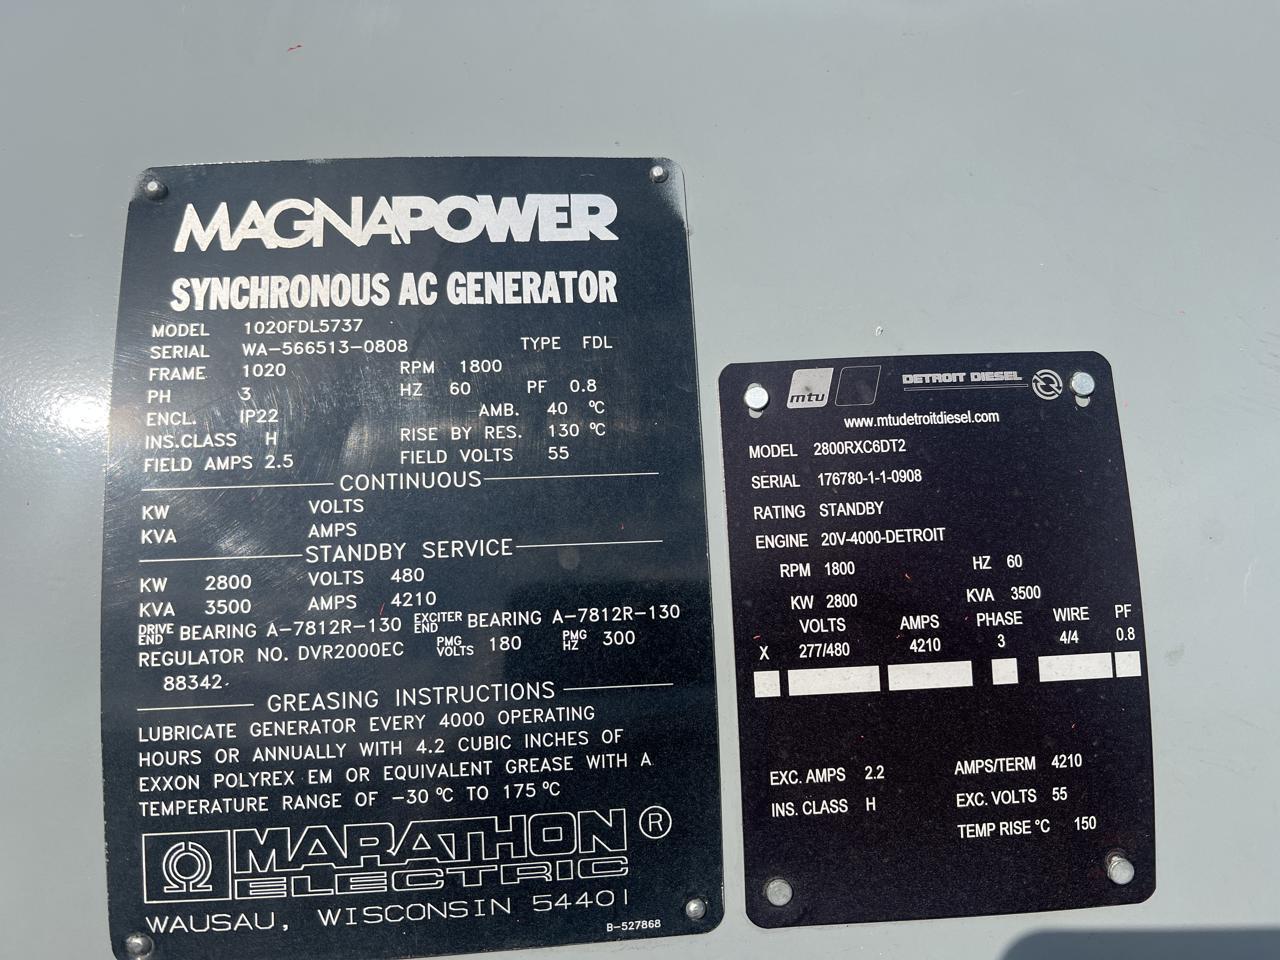 MAGNAPOWER
SYNCHRONOUS AC GENERATOR
MODEL 1020FDL5737
SERIAL WA-566513-0808 TYPE FDL
FRAME 1020 RPM 1800
PH 3 HZ 60 PF 0.8
ENCL. IP22 AMB. 40 °C
INS.CLASS H RISE BY RES. 130 °C
FIELD AMPS 2.5 FIELD VOLTS 55
CONTINUOUS
KW VOLTS
KVA AMPS
STANDBY SERVICE
KW 2800 VOLTS 480
KVA 3500 AMPS 4210
DRIVE END BEARING A-7812R-130 EXCITER END BEARING A-7812R-130
REGULATOR NO. DVR2000EC PMG VOLTS 180 PMG HZ 300
88342
GREASING INSTRUCTIONS
LUBRICATE GENERATOR EVERY 4000 OPERATING
HOURS OR ANNUALLY WITH 4.2 CUBIC INCHES OF
EXXON POLYREX EM OR EQUIVALENT GREASE WITH A
TEMPERATURE RANGE OF -30 °C TO 175 °C
MARATHON ®
ELECTRIC
WAUSAU, WISCONSIN 54401
B-527868
mtu DETROIT DIESEL
www.mtudetroitdiesel.com
MODEL 2800RXC6DT2
SERIAL 176780-1-1-0908
RATING STANDBY
ENGINE 20V-4000-DETROIT
RPM 1800 HZ 60
KW 2800 KVA 3500
VOLTS AMPS PHASE WIRE PF
X 277/480 4210 3 4/4 0.8
EXC. AMPS 2.2 AMPS/TERM 4210
INS. CLASS H EXC. VOLTS 55
TEMP RISE °C 150